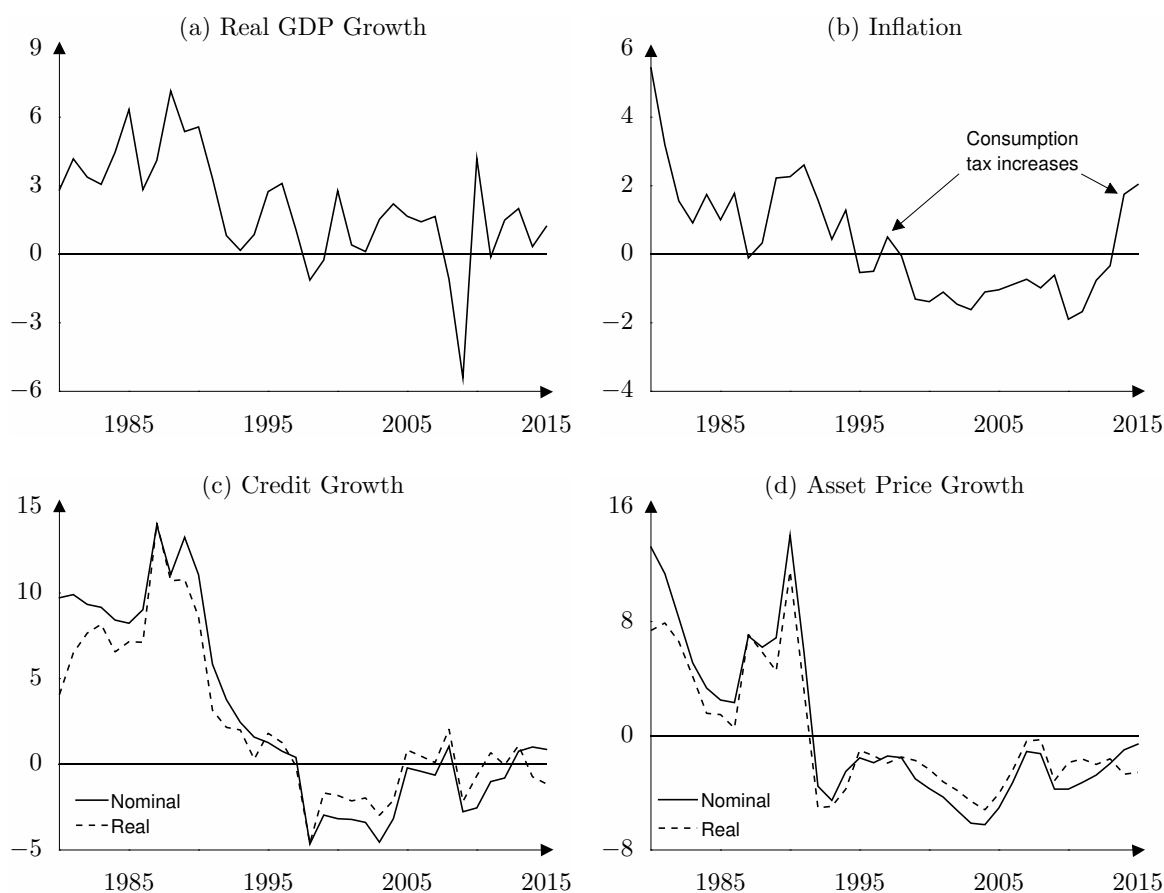 (a) Real GDP Growth
9
6
3
0
−3
−6
1985 1995 2005 2015
(b) Inflation
6
4
2
0
−2
−4
Consumption
tax increases
1985 1995 2005 2015
(c) Credit Growth
15
10
5
0
−5
Nominal
Real
1985 1995 2005 2015
(d) Asset Price Growth
16
8
0
−8
Nominal
Real
1985 1995 2005 2015